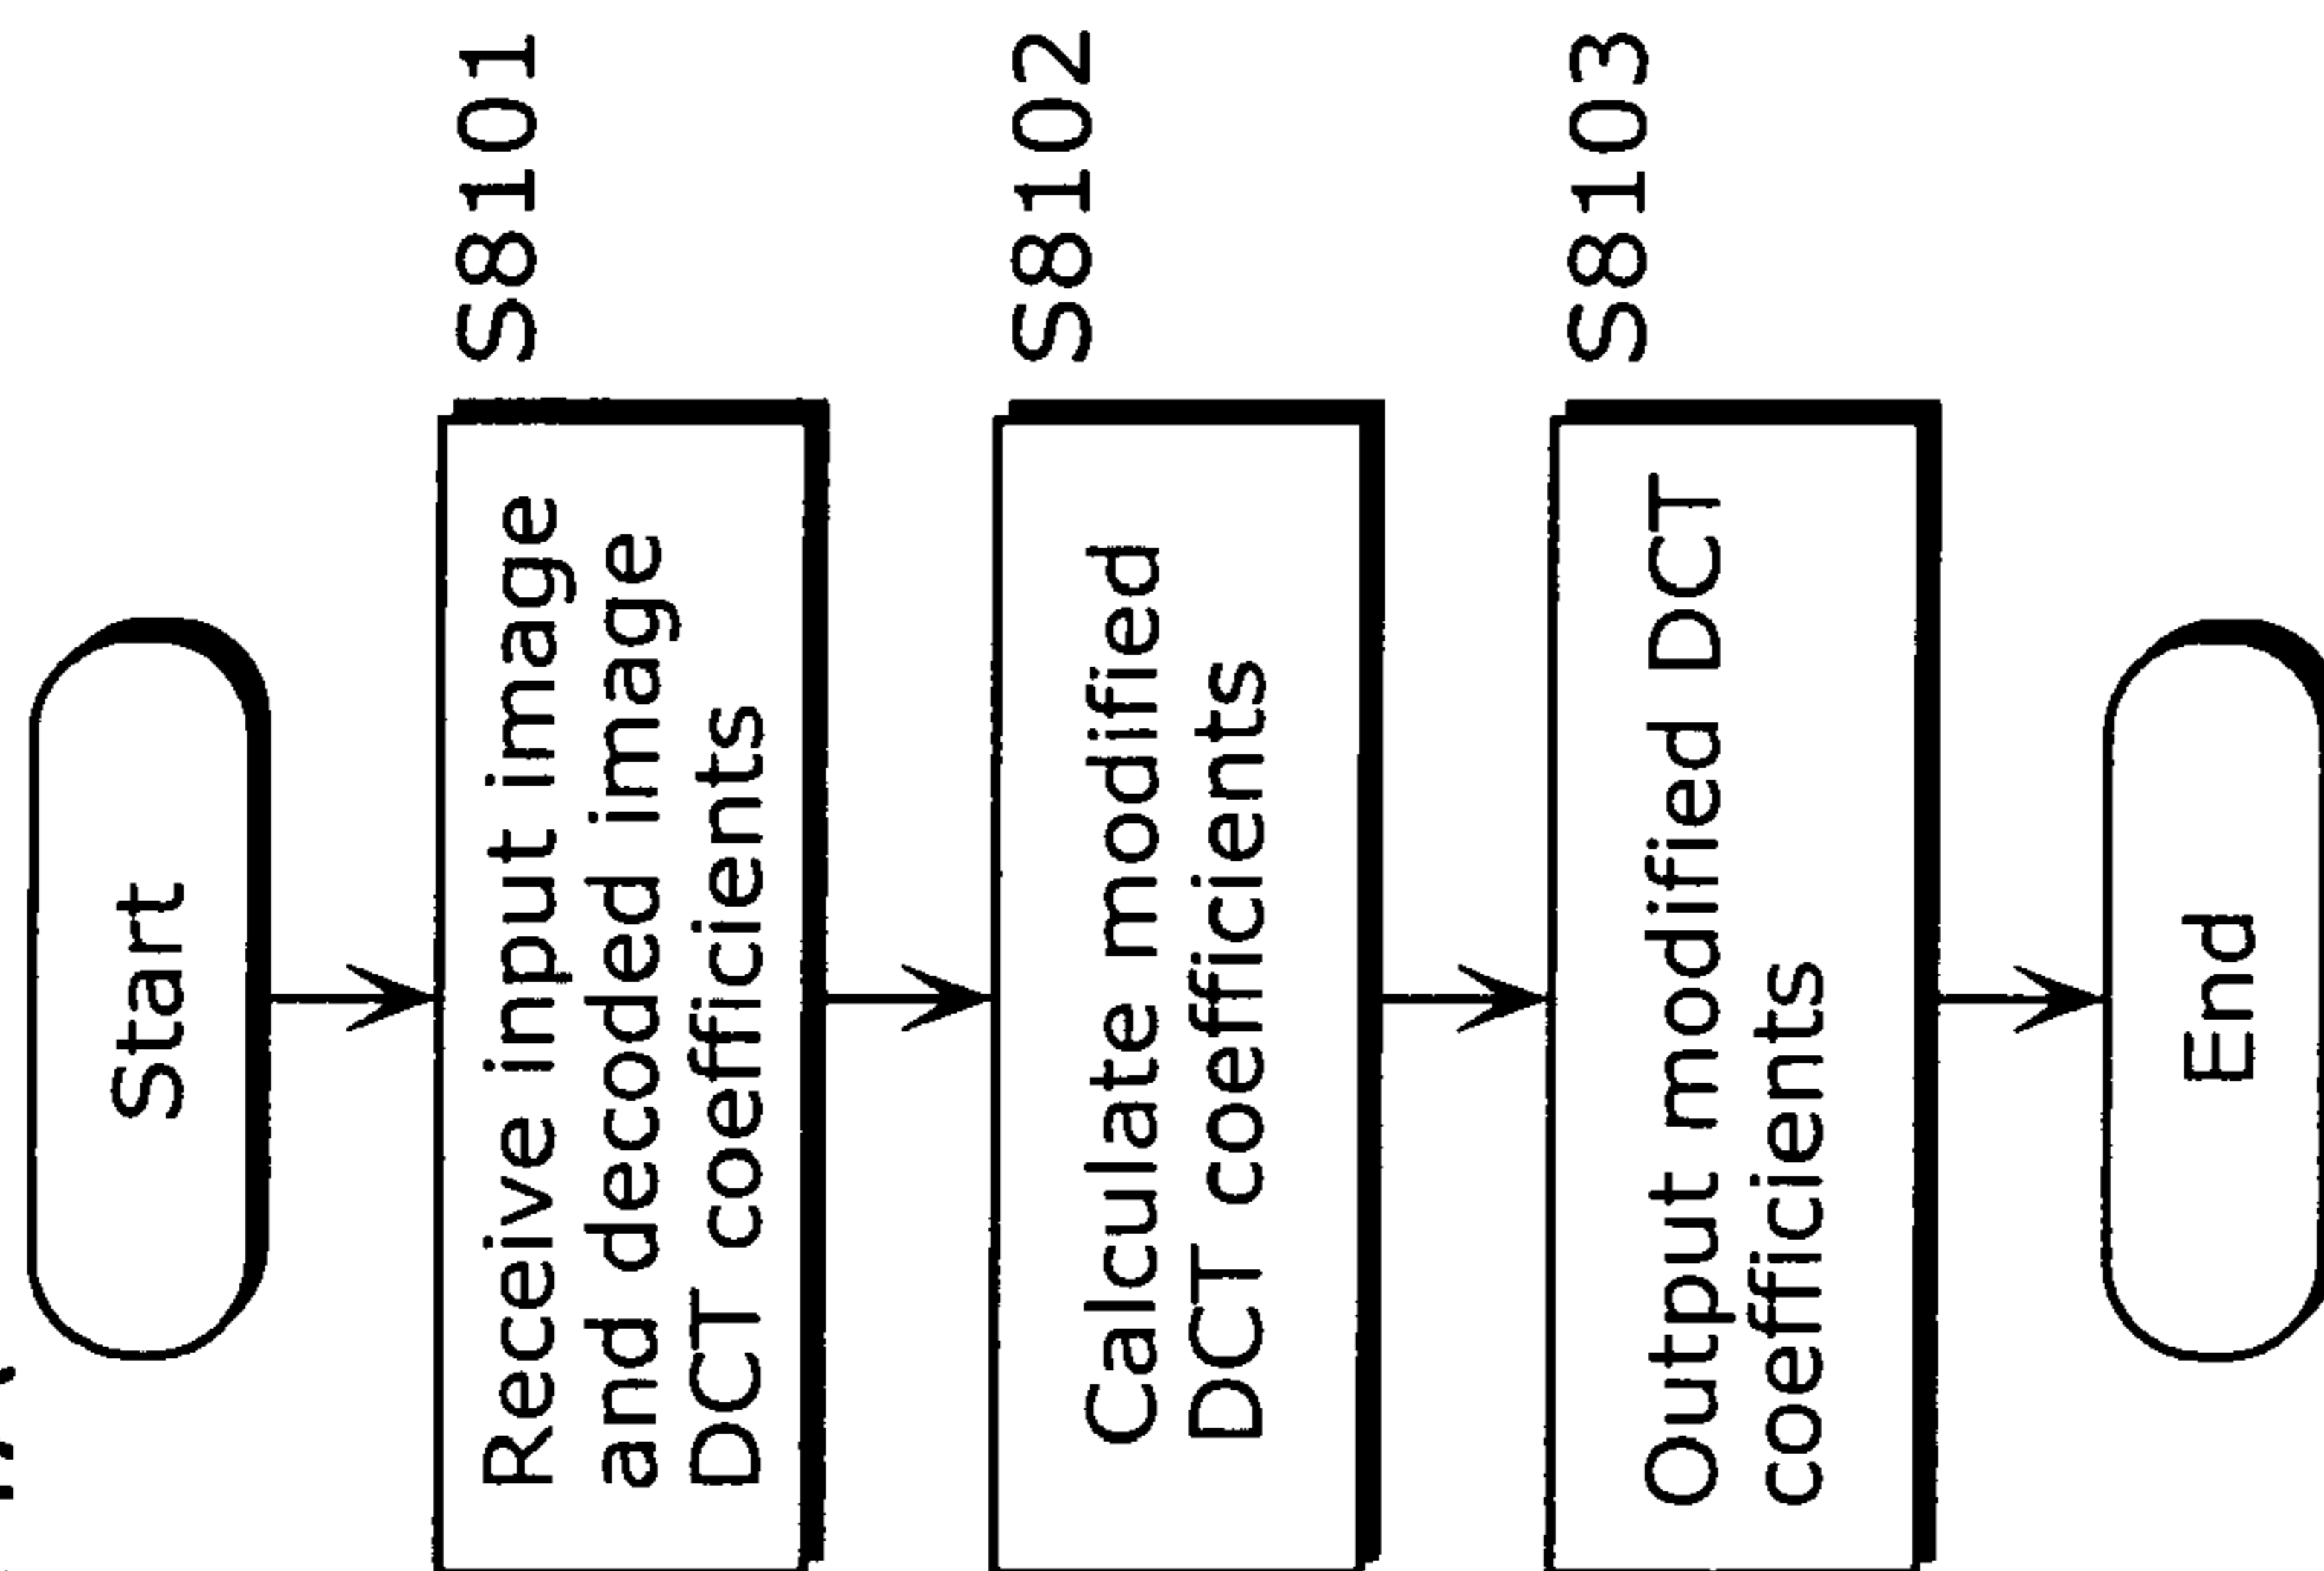 Start
Receive input image
and decoded image
DCT coefficients
S8101
Calculate modified
DCT coefficients
S8102
Output modified DCT
coefficients
S8103
End